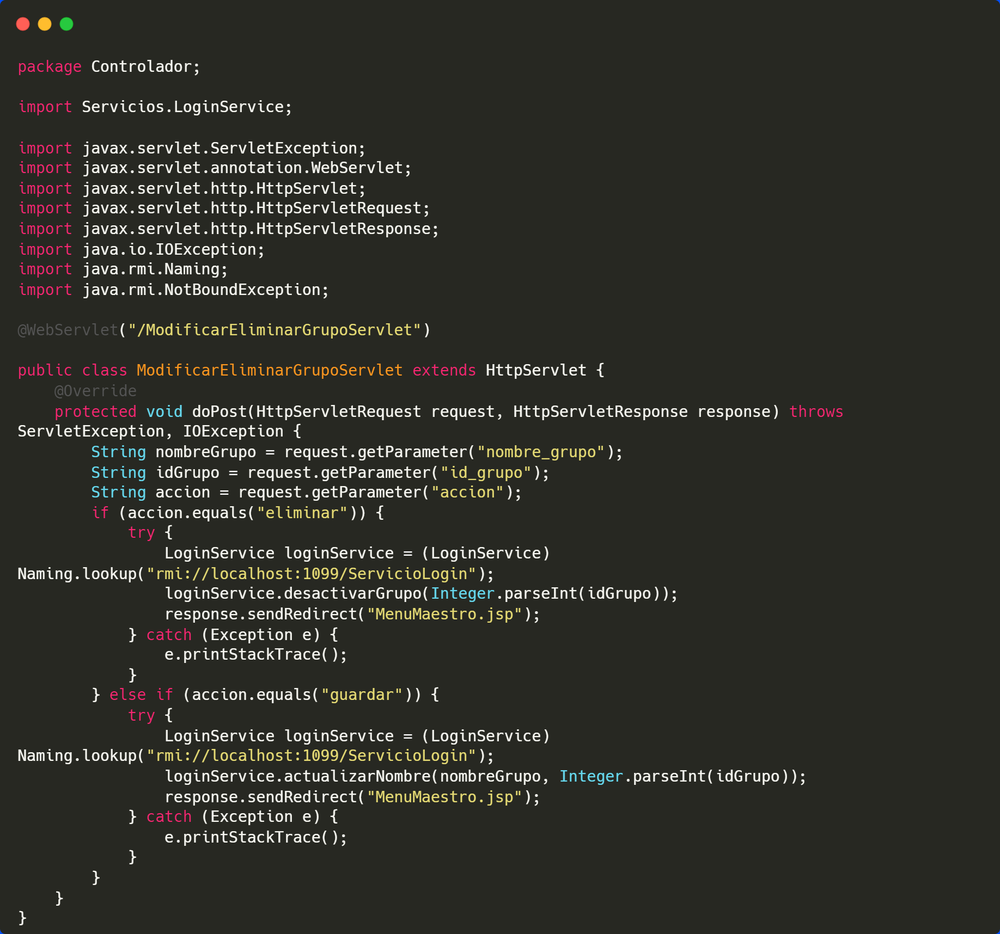 package Controlador;
import Servicios.LoginService;
import javax.servlet.ServletException;
import javax.servlet.annotation.WebServlet;
import javax.servlet.http.HttpServlet;
import javax.servlet.http.HttpServletRequest;
import javax.servlet.http.HttpServletResponse;
import java.io.IOException;
import java.rmi.Naming;
import java.rmi.NotBoundException;
@WebServlet("/ModificarEliminarGrupoServlet")
public class ModificarEliminarGrupoServlet extends HttpServlet {
    @Override
    protected void doPost(HttpServletRequest request, HttpServletResponse response) throws
ServletException, IOException {
        String nombreGrupo = request.getParameter("nombre_grupo");
        String idGrupo = request.getParameter("id_grupo");
        String accion = request.getParameter("accion");
        if (accion.equals("eliminar")) {
            try {
                LoginService loginService = (LoginService)
Naming.lookup("rmi://localhost:1099/ServicioLogin");
                loginService.desactivarGrupo(Integer.parseInt(idGrupo));
                response.sendRedirect("MenuMaestro.jsp");
            } catch (Exception e) {
                e.printStackTrace();
            }
        } else if (accion.equals("guardar")) {
            try {
                LoginService loginService = (LoginService)
Naming.lookup("rmi://localhost:1099/ServicioLogin");
                loginService.actualizarNombre(nombreGrupo, Integer.parseInt(idGrupo));
                response.sendRedirect("MenuMaestro.jsp");
            } catch (Exception e) {
                e.printStackTrace();
            }
        }
    }
}